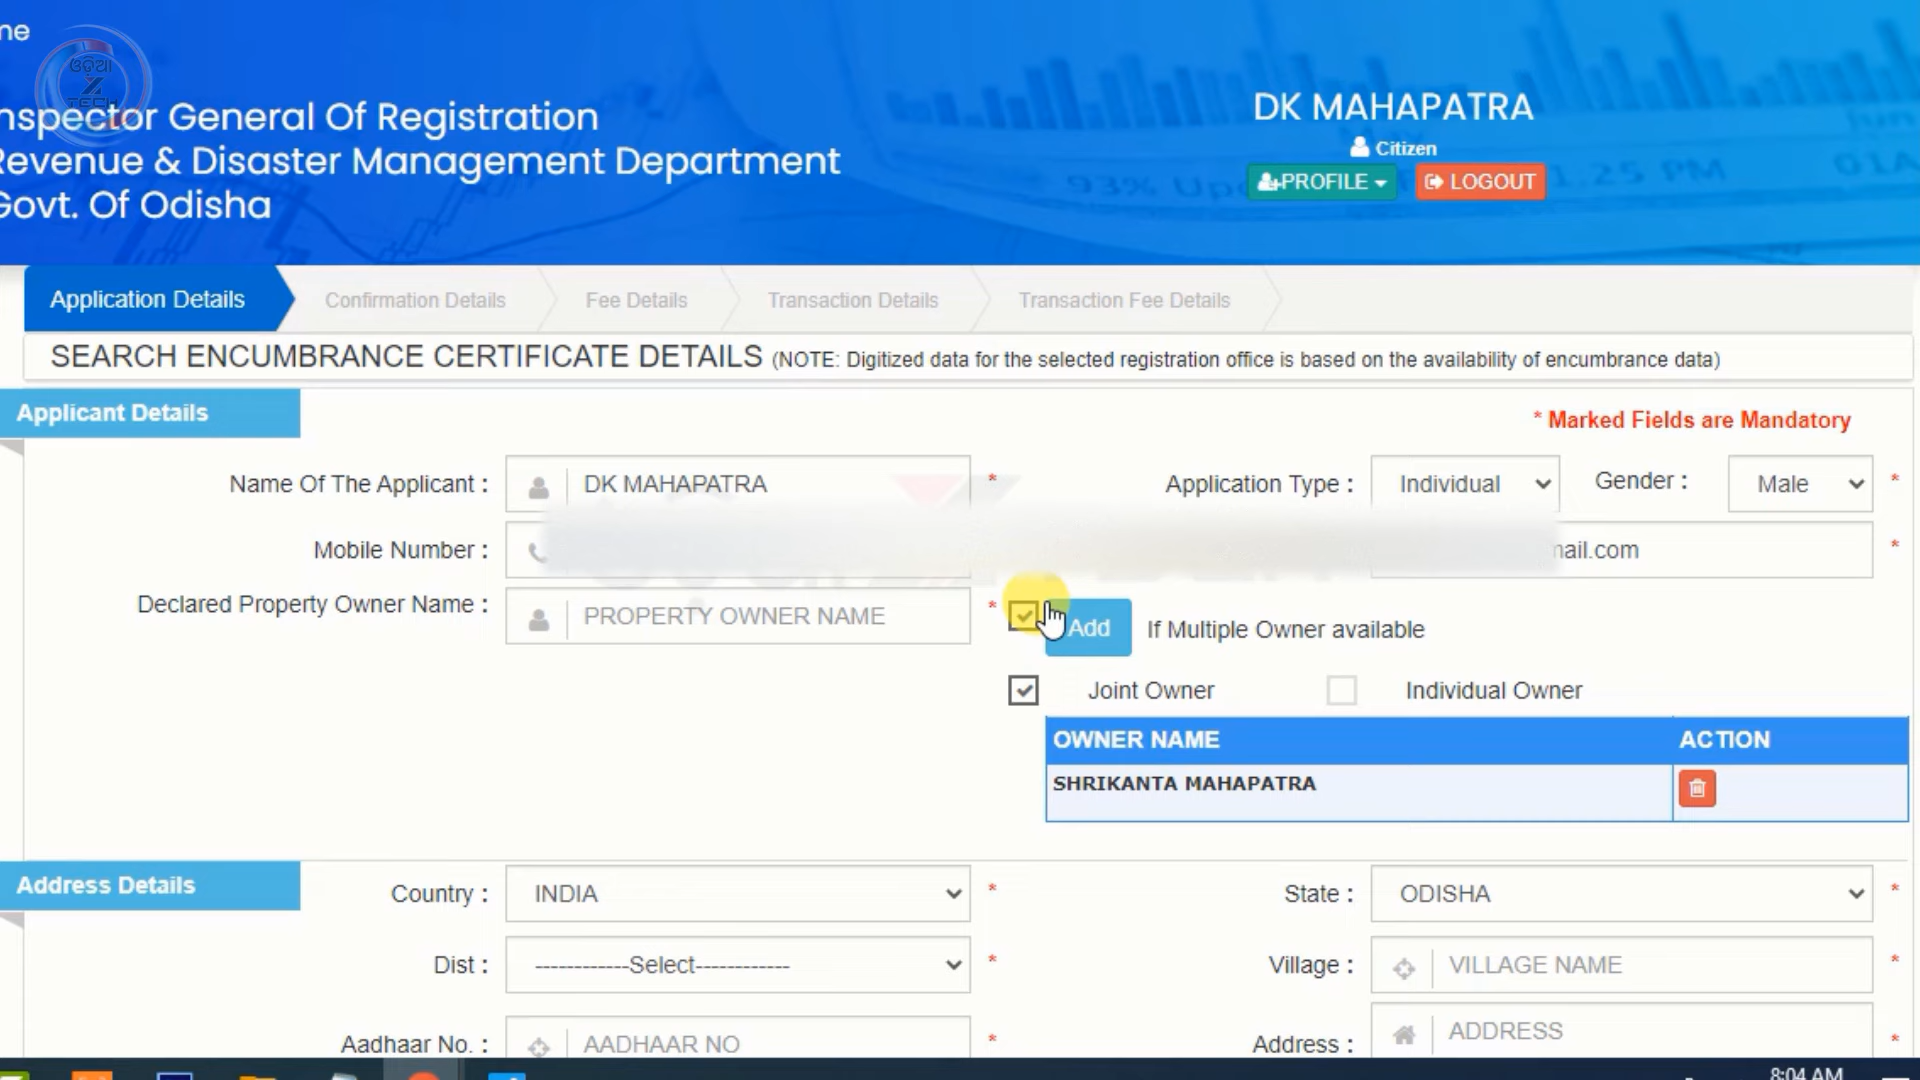 me
ଓଡ଼ିଆ
TECH
Inspector General Of Registration
Revenue & Disaster Management Department
Govt. Of Odisha
DK MAHAPATRA
Citizen
PROFILE
LOGOUT
Application Details
Confirmation Details
Fee Details
Transaction Details
Transaction Fee Details
SEARCH ENCUMBRANCE CERTIFICATE DETAILS (NOTE: Digitized data for the selected registration office is based on the availability of encumbrance data)
Applicant Details
* Marked Fields are Mandatory
Name Of The Applicant : DK MAHAPATRA *
Application Type : Individual Gender : Male *
Mobile Number :
mail.com *
Declared Property Owner Name : PROPERTY OWNER NAME *
Add If Multiple Owner available
Joint Owner Individual Owner
OWNER NAME ACTION
SHRIKANTA MAHAPATRA
Address Details
Country : INDIA * State : ODISHA *
Dist : ------------Select------------ * Village : VILLAGE NAME *
Aadhaar No. : AADHAAR NO * Address : ADDRESS *
8:04 AM